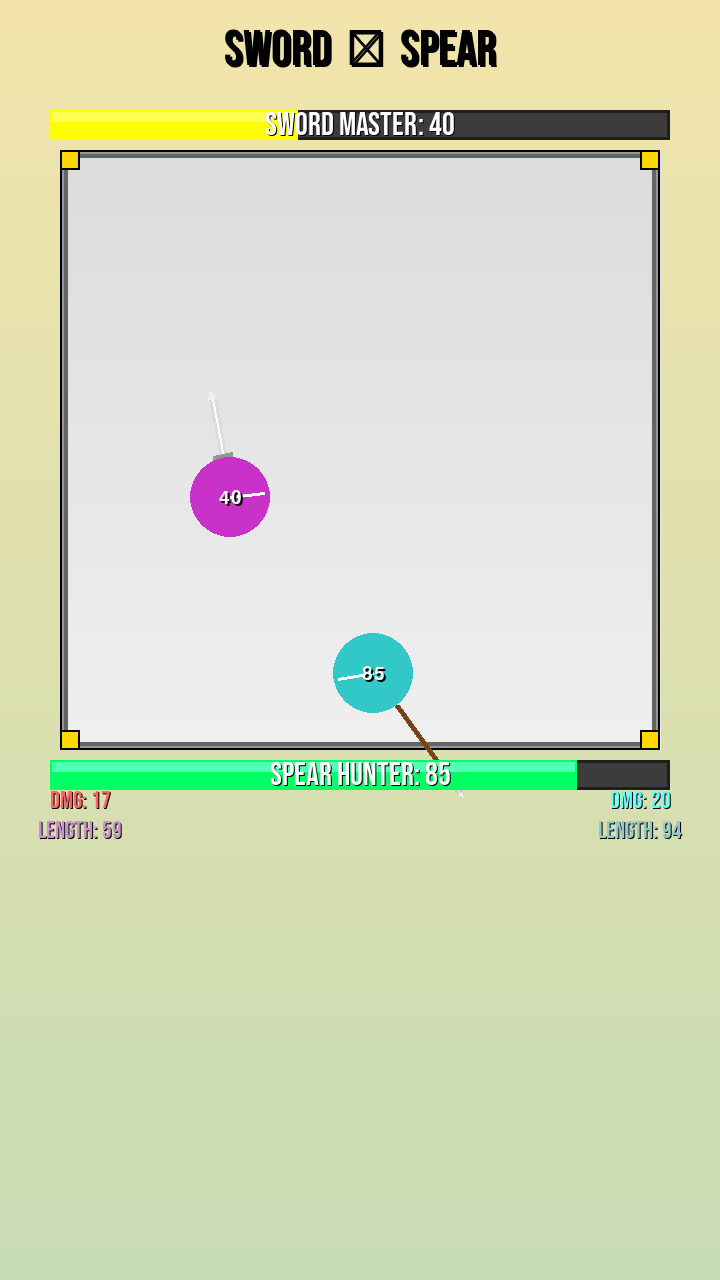 SWORD ⛝ SPEAR
SWORD MASTER: 40
40
85
SPEAR HUNTER: 85
DMG: 17
DMG: 20
LENGTH: 59
LENGTH: 94